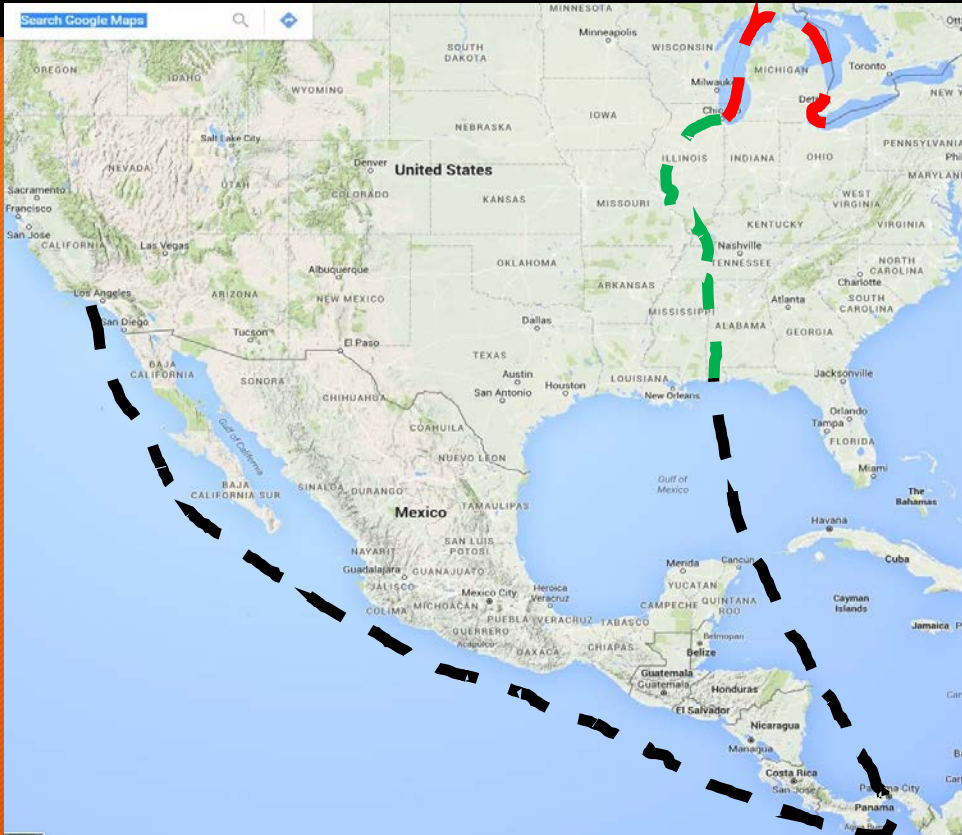 Search Google Maps
MINNESOTA
Minneapolis
SOUTH
DAKOTA
WISCONSIN
OREGON
IDAHO
WYOMING
MICHIGAN
Toronto
Milwauk
Chic
Det
NEW Y
IOWA
NEBRASKA
Salt Lake City
NEVADA
UTAH
Denver
COLORADO
United States
ILLINOIS
INDIANA
OHIO
PENNSYLVANIA
Phi
MARYLAN
Sacramento
Francisco
San Jose
CALIFORNIA
Las Vegas
KANSAS
MISSOURI
WEST
VIRGINIA
KENTUCKY
VIRGINIA
Nashville
TENNESSEE
NORTH
CAROLINA
Charlotte
Albuquerque
OKLAHOMA
ARKANSAS
Los Angeles
ARIZONA
NEW MEXICO
MISSISSIPPI
Atlanta
SOUTH
CAROLINA
San Diego
Tucson
El Paso
Dallas
ALABAMA
GEORGIA
BAJA
CALIFORNIA
SONORA
TEXAS
Austin
San Antonio
Houston
LOUISIANA
New Orleans
Jacksonville
CHIHUAHUA
COAHUILA
Orlando
Tampa
FLORIDA
Gulf of California
NUEVO LEON
Miami
BAJA
CALIFORNIA SUR
SINALOA
DURANGO
Gulf of
Mexico
The
Bahamas
Mexico
TAMAULIPAS
Havana
SAN LUIS
POTOSI
NAYARIT
Cuba
Guadalajara
GUANAJUATO
Merida
Cancún
JALISCO
Mexico City
Heroica
Veracruz
YUCATAN
COLIMA
MICHOACAN
CAMPECHE
QUINTANA
ROO
Cayman
Islands
PUEBLA
VERACRUZ
TABASCO
GUERRERO
Acapulco
OAXACA
CHIAPAS
Belmopan
Belize
Jamaica
Guatemala
Guatemala
Honduras
El Salvador
Nicaragua
Managua
Costa Rica
San Jose
Pa ma City
Panama